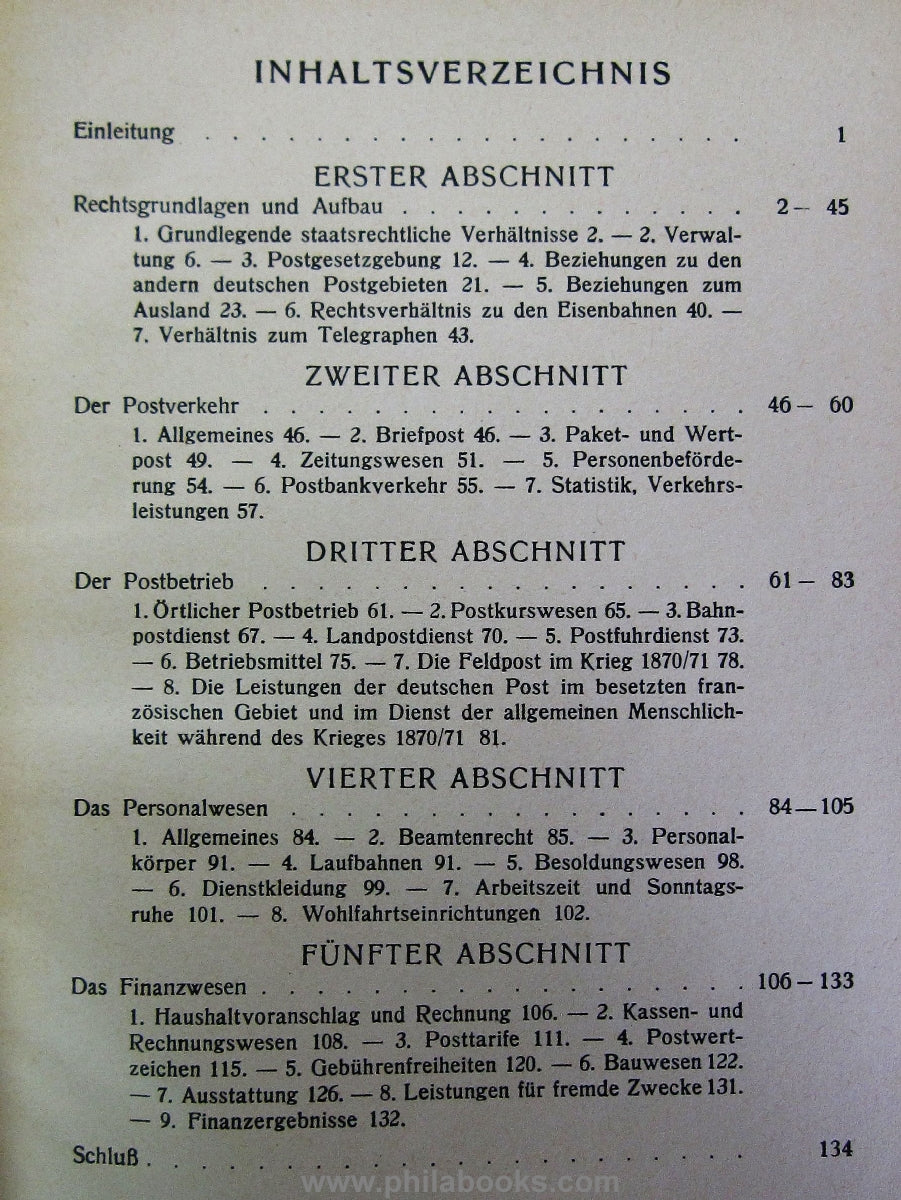 INHALTSVERZEICHNIS
Einleitung . . . . . . . . . . . . . . . . . . . . 1
ERSTER ABSCHNITT
Rechtsgrundlagen und Aufbau . . . . . . . . . . . . . 2 — 45
1. Grundlegende staatsrechtliche Verhältnisse 2. — 2. Verwal-
tung 6. — 3. Postgesetzgebung 12. — 4. Beziehungen zu den
andern deutschen Postgebieten 21. — 5. Beziehungen zum
Ausland 23. — 6. Rechtsverhältnis zu den Eisenbahnen 40. —
7. Verhältnis zum Telegraphen 43.
ZWEITER ABSCHNITT
Der Postverkehr . . . . . . . . . . . . . . . . . . 46 — 60
1. Allgemeines 46. — 2. Briefpost 46. — 3. Paket- und Wert-
post 49. — 4. Zeitungswesen 51. — 5. Personenbeförde-
rung 54. — 6. Postbankverkehr 55. — 7. Statistik, Verkehrs-
leistungen 57.
DRITTER ABSCHNITT
Der Postbetrieb . . . . . . . . . . . . . . . . . . 61 — 83
1. Örtlicher Postbetrieb 61. — 2. Postkurswesen 65. — 3. Bahn-
postdienst 67. — 4. Landpostdienst 70. — 5. Postfuhrdienst 73.
— 6. Betriebsmittel 75. — 7. Die Feldpost im Krieg 1870/71 78.
— 8. Die Leistungen der deutschen Post im besetzten fran-
zösischen Gebiet und im Dienst der allgemeinen Menschlich-
keit während des Krieges 1870/71 81.
VIERTER ABSCHNITT
Das Personalwesen . . . . . . . . . . . . . . . . . 84 — 105
1. Allgemeines 84. — 2. Beamtenrecht 85. — 3. Personal-
körper 91. — 4. Laufbahnen 91. — 5. Besoldungswesen 98.
— 6. Dienstkleidung 99. — 7. Arbeitszeit und Sonntags-
ruhe 101. — 8. Wohlfahrtseinrichtungen 102.
FÜNFTER ABSCHNITT
Das Finanzwesen . . . . . . . . . . . . . . . . . . 106 — 133
1. Haushaltvoranschlag und Rechnung 106. — 2. Kassen- und
Rechnungswesen 108. — 3. Posttarife 111. — 4. Postwert-
zeichen 115. — 5. Gebührenfreiheiten 120. — 6. Bauwesen 122.
— 7. Ausstattung 126. — 8. Leistungen für fremde Zwecke 131.
— 9. Finanzergebnisse 132.
Schluß . . . . . . . . . . . . . . . . . . . . . . 134
www.philabooks.com